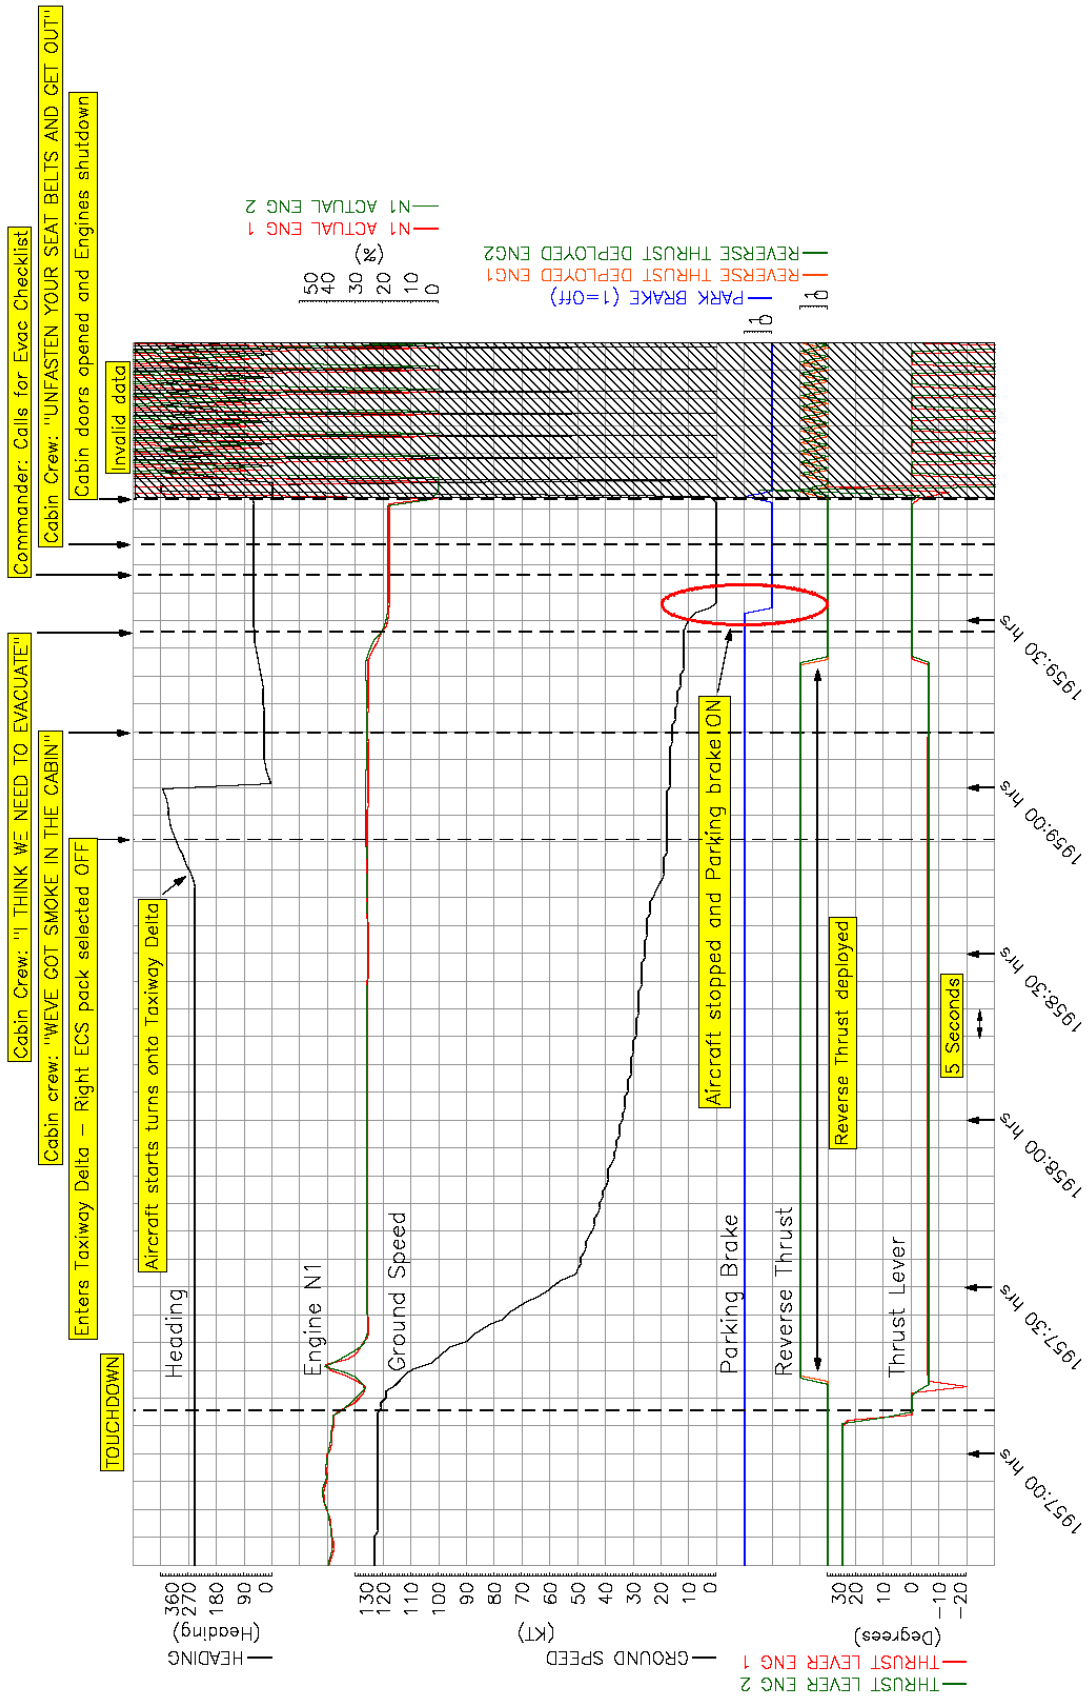 Commander: Calls for Evac Checklist
Cabin Crew: "UNFASTEN YOUR SEAT BELTS AND GET OUT"
Cabin doors opened and Engines shutdown
Invalid data
Cabin Crew: "I THINK WE NEED TO EVACUATE"
Cabin crew: "WEVE GOT SMOKE IN THE CABIN"
Enters Taxiway Delta – Right ECS pack selected OFF
Aircraft starts turns onto Taxiway Delta
TOUCHDOWN
Heading
Engine N1
Ground Speed
Aircraft stopped and Parking brake ON
Parking Brake
Reverse Thrust
Reverse Thrust deployed
Thrust Lever
5 Seconds
1957:00 hrs
1957:30 hrs
1958:00 hrs
1958:30 hrs
1959:00 hrs
1959:30 hrs
HEADING
(Heading)
360
270
180
90
0
GROUND SPEED
(KT)
130
120
110
100
90
80
70
60
50
40
30
20
10
0
THRUST LEVER ENG 1
THRUST LEVER ENG 2
(Degrees)
30
20
10
0
-10
-20
N1 ACTUAL ENG 2
N1 ACTUAL ENG 1
(%)
50
40
30
20
10
0
REVERSE THRUST DEPLOYED ENG2
REVERSE THRUST DEPLOYED ENG1
1
0
PARK BRAKE (1=Off)
1
0